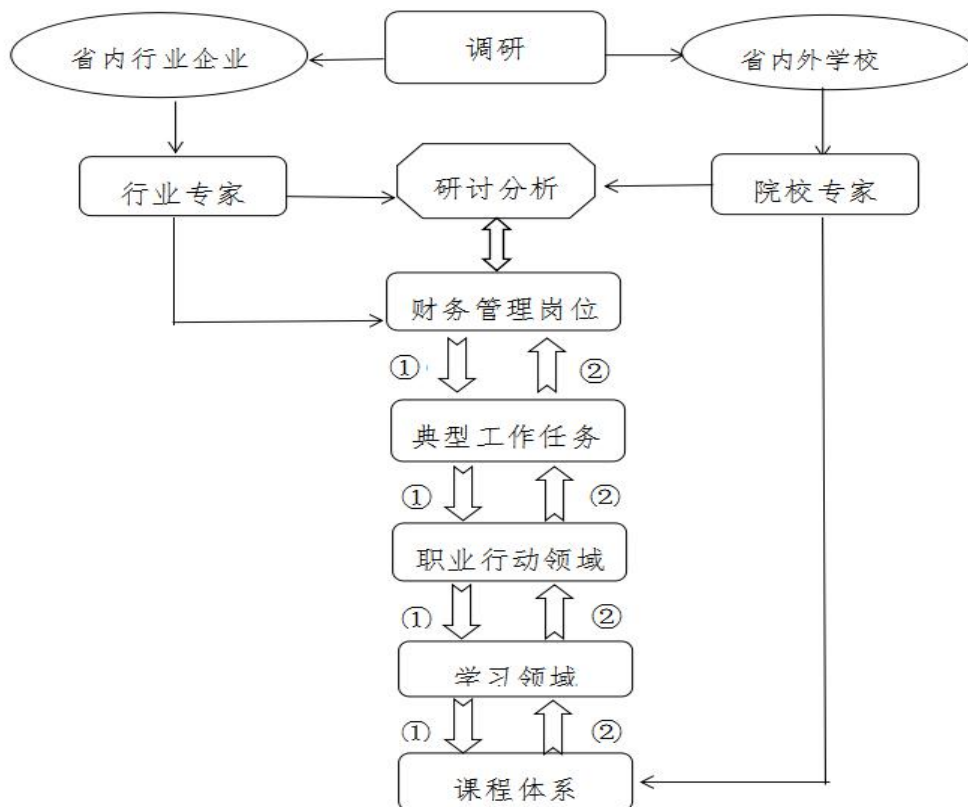 省内行业企业
调研
省内外学校
行业专家
研讨分析
院校专家
财务管理岗位
① ②
典型工作任务
① ②
职业行动领域
① ②
学习领域
① ②
课程体系